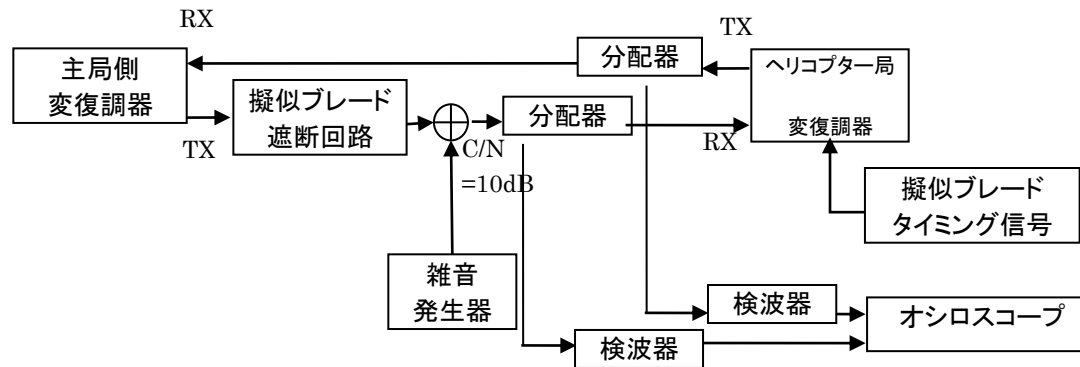 RX
TX
分配器
主局側
変復調器
ヘリコプター局
変復調器
擬似ブレード
遮断回路
分配器
TX
RX
C/N
=10dB
擬似ブレード
タイミング信号
雑音
発生器
検波器
オシロスコープ
検波器